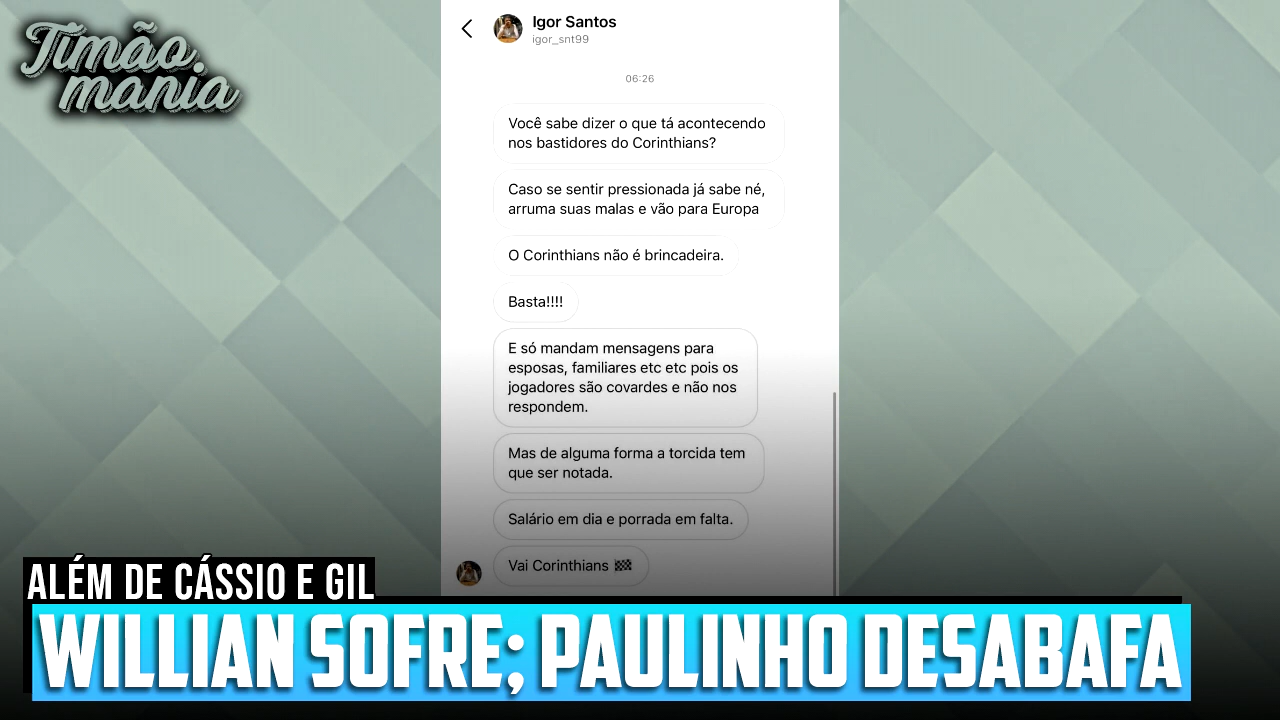 Timão.
mania
Igor Santos
igor_snt99
06:26
Você sabe dizer o que tá acontecendo
nos bastidores do Corinthians?
Caso se sentir pressionada já sabe né,
arruma suas malas e vão para Europa
O Corinthians não é brincadeira.
Basta!!!!
E só mandam mensagens para
esposas, familiares etc etc pois os
jogadores são covardes e não nos
respondem.
Mas de alguma forma a torcida tem
que ser notada.
Salário em dia e porrada em falta.
Vai Corinthians 🏁
ALÉM DE CÁSSIO E GIL
WILLIAN SOFRE; PAULINHO DESABAFA